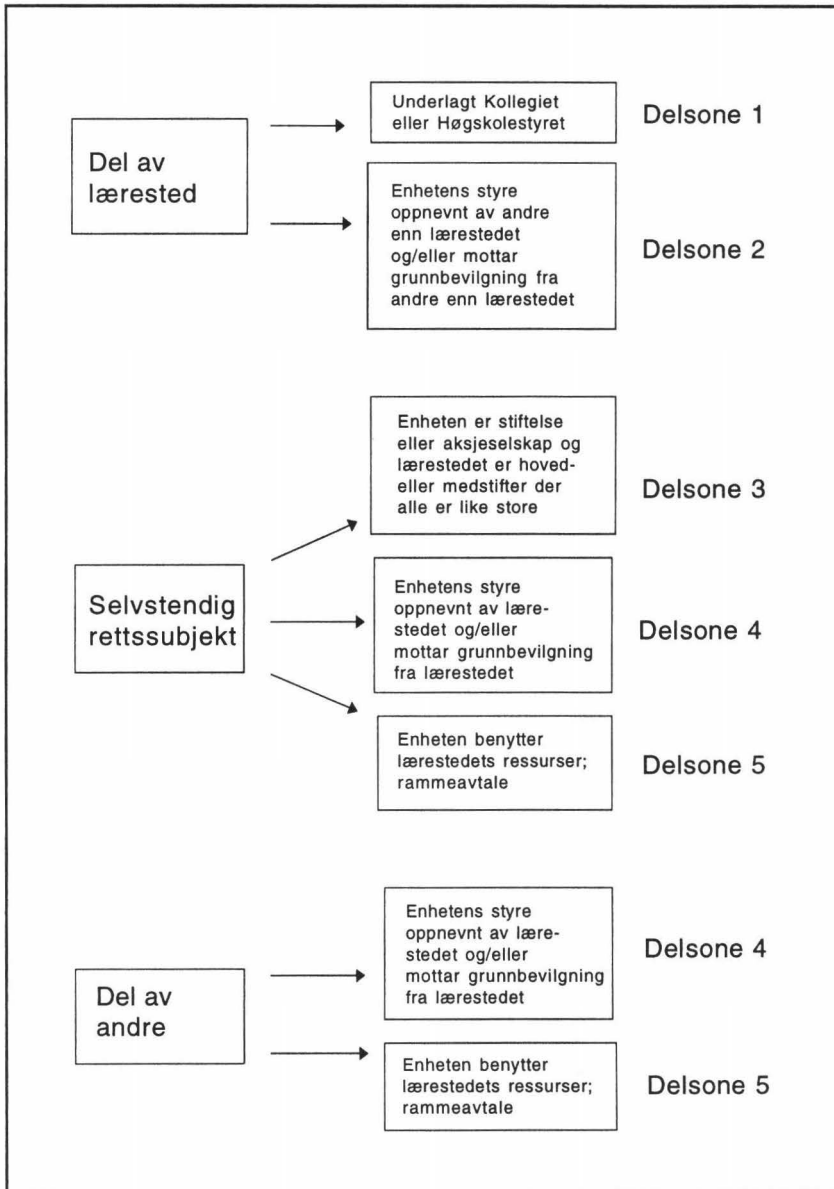 Del av
lærested
Underlagt Kollegiet
eller Høgskolestyret
Delsone 1
Enhetens styre
oppnevnt av andre
enn lærestedet
og/eller mottar
grunnbevilgning fra
andre enn lærestedet
Delsone 2
Selvstendig
rettssubjekt
Enheten er stiftelse
eller aksjeselskap og
lærestedet er hoved-
eller medstifter der
alle er like store
Delsone 3
Enhetens styre
oppnevnt av lære-
stedet og/eller
mottar grunnbevilgning
fra lærestedet
Delsone 4
Enheten benytter
lærestedets ressurser;
rammeavtale
Delsone 5
Del av
andre
Enhetens styre
oppnevnt av lære-
stedet og/eller
mottar grunnbevilgning
fra lærestedet
Delsone 4
Enheten benytter
lærestedets ressurser;
rammeavtale
Delsone 5